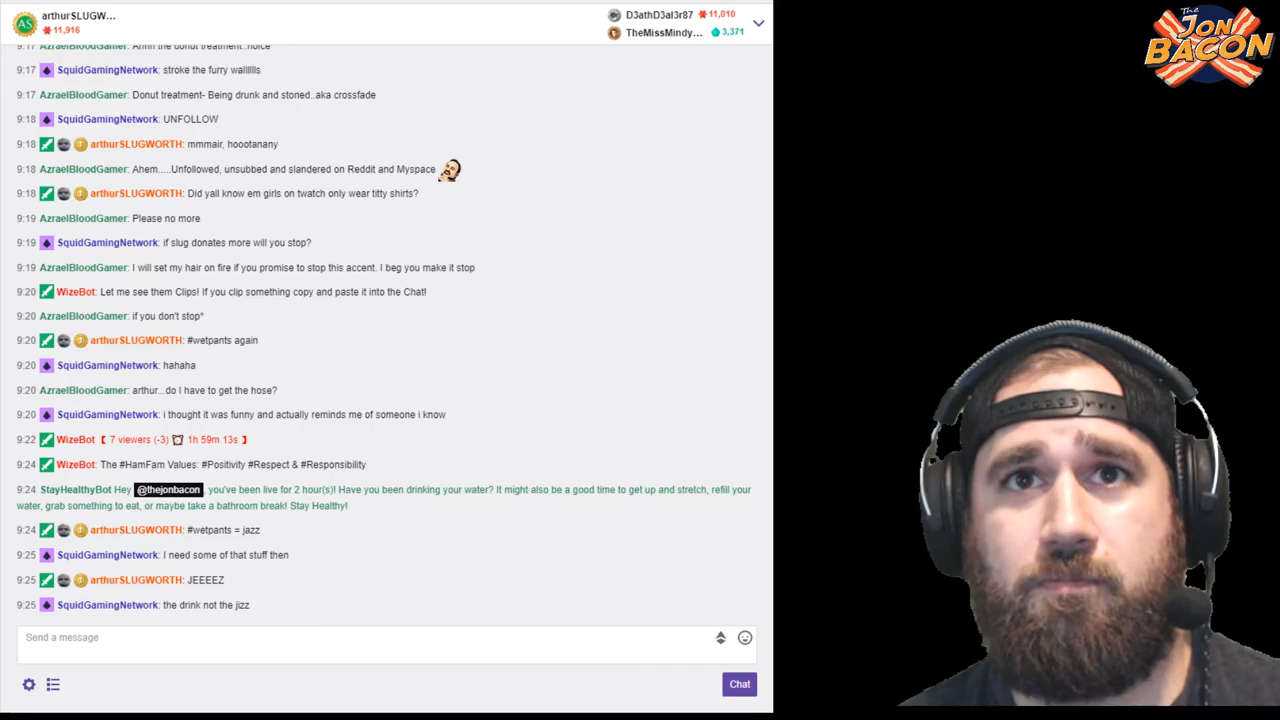 arthurSLUGW...
11,916
D3athD3al3r87 11,010
TheMissMindy... 3,371
The
JON
BACON
9:17 AzraelBloodGamer: Ahhh the donut treatment..noice
9:17 SquidGamingNetwork: stroke the furry wallllls
9:17 AzraelBloodGamer: Donut treatment- Being drunk and stoned..aka crossfade
9:18 SquidGamingNetwork: UNFOLLOW
9:18 arthurSLUGWORTH: mmmair, hoootanany
9:18 AzraelBloodGamer: Ahem.....Unfollowed, unsubbed and slandered on Reddit and Myspace
9:18 arthurSLUGWORTH: Did yall know em girls on twatch only wear titty shirts?
9:19 AzraelBloodGamer: Please no more
9:19 SquidGamingNetwork: if slug donates more will you stop?
9:19 AzraelBloodGamer: I will set my hair on fire if you promise to stop this accent. I beg you make it stop
9:20 WizeBot: Let me see them Clips! If you clip something copy and paste it into the Chat!
9:20 AzraelBloodGamer: if you don't stop*
9:20 arthurSLUGWORTH: #wetpants again
9:20 SquidGamingNetwork: hahaha
9:20 AzraelBloodGamer: arthur...do I have to get the hose?
9:20 SquidGamingNetwork: i thought it was funny and actually reminds me of someone i know
9:22 WizeBot 【 7 viewers (-3) ⏰ 1h 59m 13s 】
9:24 WizeBot: The #HamFam Values: #Positivity #Respect & #Responsibility
9:24 StayHealthyBot Hey @thejonbacon, you've been live for 2 hour(s)! Have you been drinking your water? It might also be a good time to get up and stretch, refill your
water, grab something to eat, or maybe take a bathroom break! Stay Healthy!
9:24 arthurSLUGWORTH: #wetpants = jazz
9:25 SquidGamingNetwork: I need some of that stuff then
9:25 arthurSLUGWORTH: JEEEEZ
9:25 SquidGamingNetwork: the drink not the jizz
Send a message
Chat